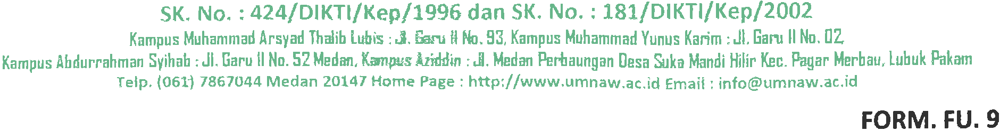 SK. No. : 424/DIKTI/Kep/1996 dan SK. No. : 181/DIKTI/Kep/2002
Kampus Muhammad Arsyad Thalib Lubis : Jl. Garu II No. 93, Kampus Muhammad Yunus Karim : Jl. Garu II No. 02,
Kampus Abdurrahman Syihab : Jl. Garu II No. 52 Medan, Kampus Aziddin : Jl. Medan Perbaungan Desa Suka Mandi Hilir Kec. Pagar Merbau, Lubuk Pakam
Telp. (061) 7867044 Medan 20147 Home Page : http://www.umnaw.ac.id Email : info@umnaw.ac.id
FORM. FU. 9